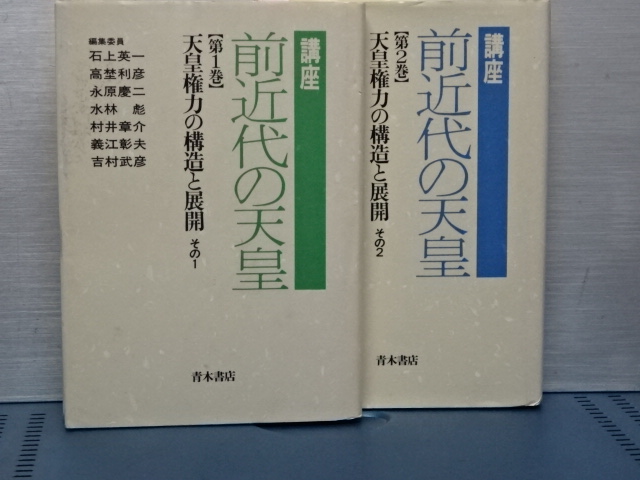 講座
前近代の天皇
【第1巻】
天皇権力の構造と展開 その1
編集委員
石上英一
高埜利彦
永原慶二
水林 彪
村井章介
義江彰夫
吉村武彦
青木書店
講座
前近代の天皇
【第2巻】
天皇権力の構造と展開 その2
青木書店